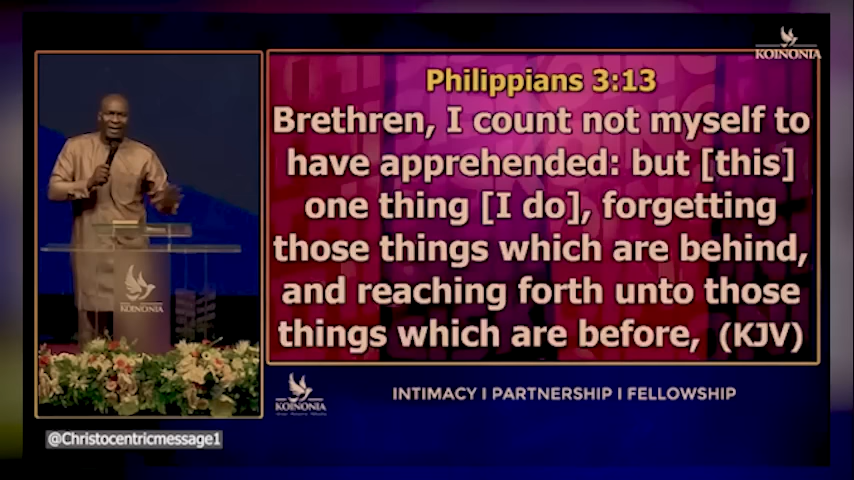 KOINONIA
Philippians 3:13
Brethren, I count not myself to
have apprehended: but [this]
one thing [I do], forgetting
those things which are behind,
and reaching forth unto those
things which are before, (KJV)
KOINONIA
KOINONIA
INTIMACY I PARTNERSHIP I FELLOWSHIP
@Christocentricmessage1